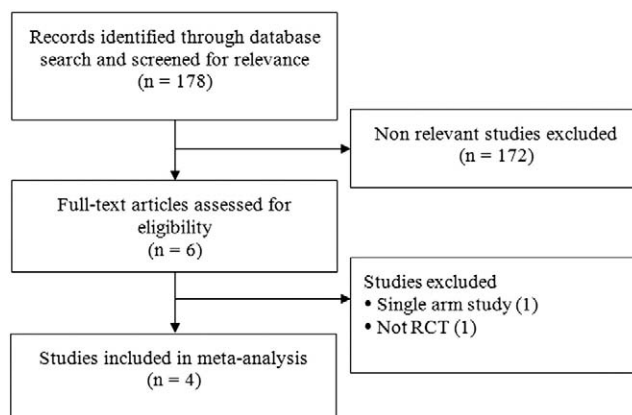 Records identified through database
search and screened for relevance
(n = 178)
Non relevant studies excluded
(n = 172)
Full-text articles assessed for
eligibility
(n = 6)
Studies excluded
• Single arm study (1)
• Not RCT (1)
Studies included in meta-analysis
(n = 4)